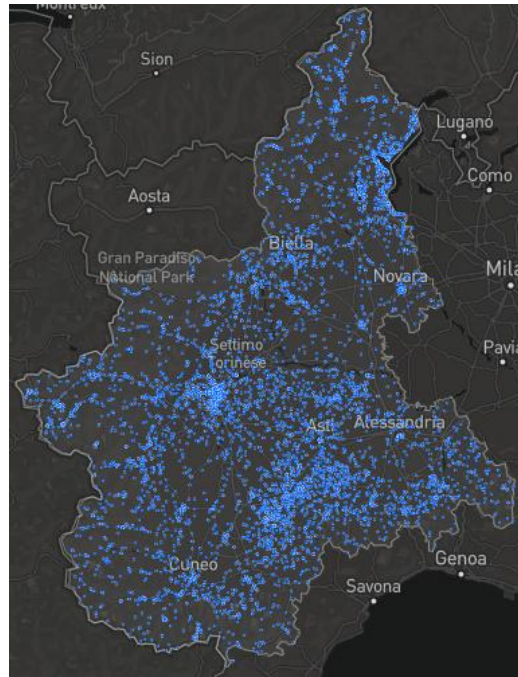 Montreux
Sion
Lugano
Como
Aosta
Biella
Gran Paradiso
National Park
Novara
Mila
Settimo
Torinese
Pavia
Asti
Alessandria
Cuneo
Genoa
Savona